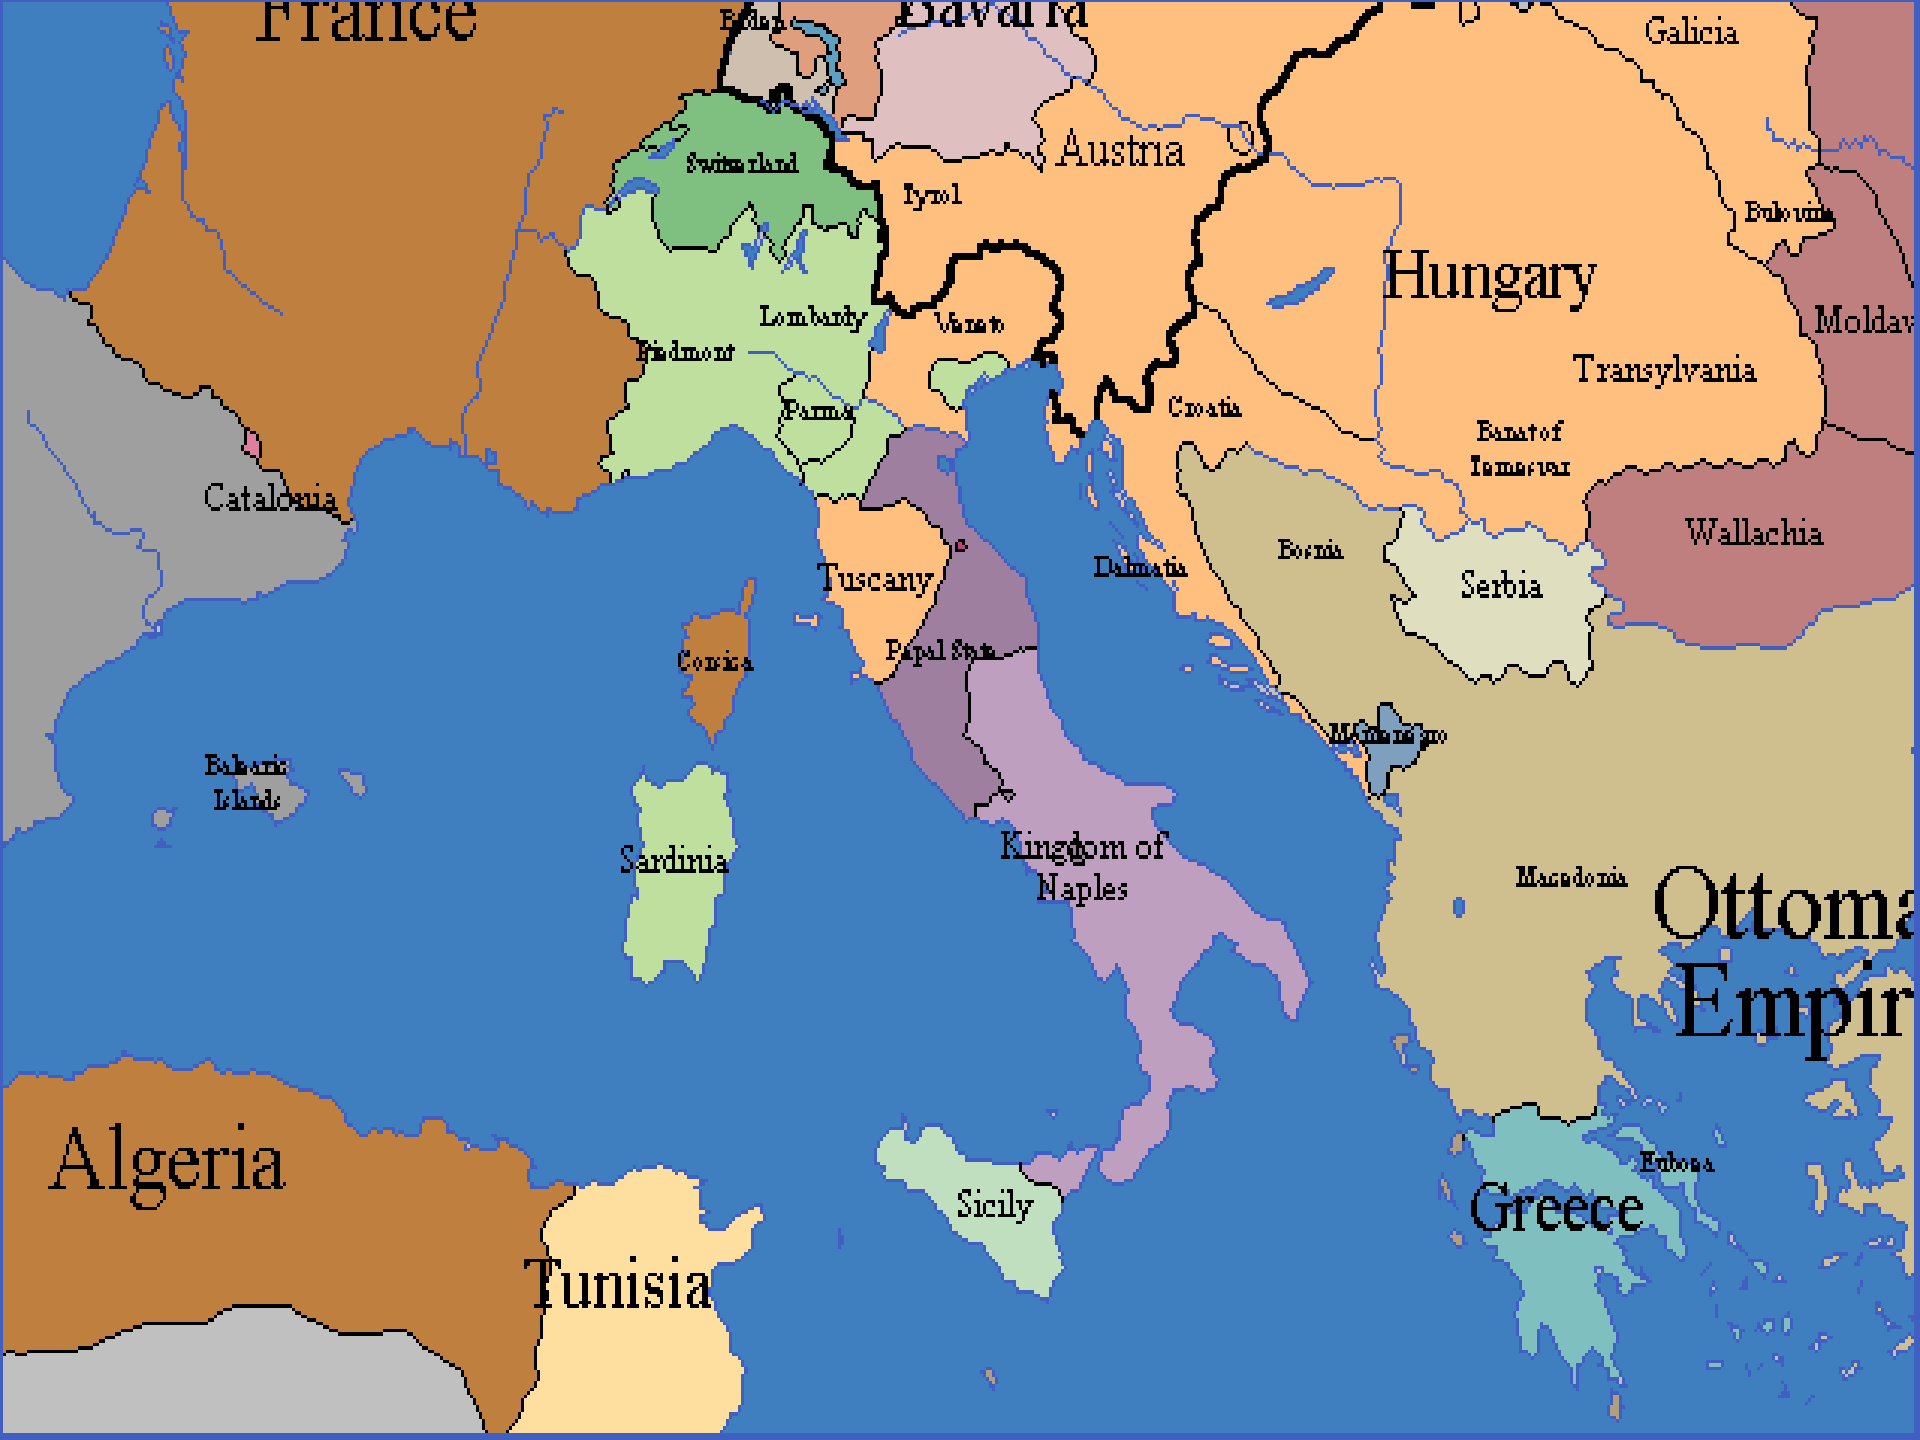 France
Baden
Bavaria
Galicia
Switzerland
Austria
Tyrol
Bukovina
Hungary
Lombardy
Veneto
Moldav
Piedmont
Transylvania
Parma
Croatia
Banat of
Temesvar
Catalonia
Wallachia
Bosnia
Dalmatia
Tuscany
Serbia
Papal State
Corsica
Montenegro
Balearic
Islands
Kingdom of
Naples
Sardinia
Macedonia
Ottoma
Empir
Algeria
Euboea
Sicily
Greece
Tunisia